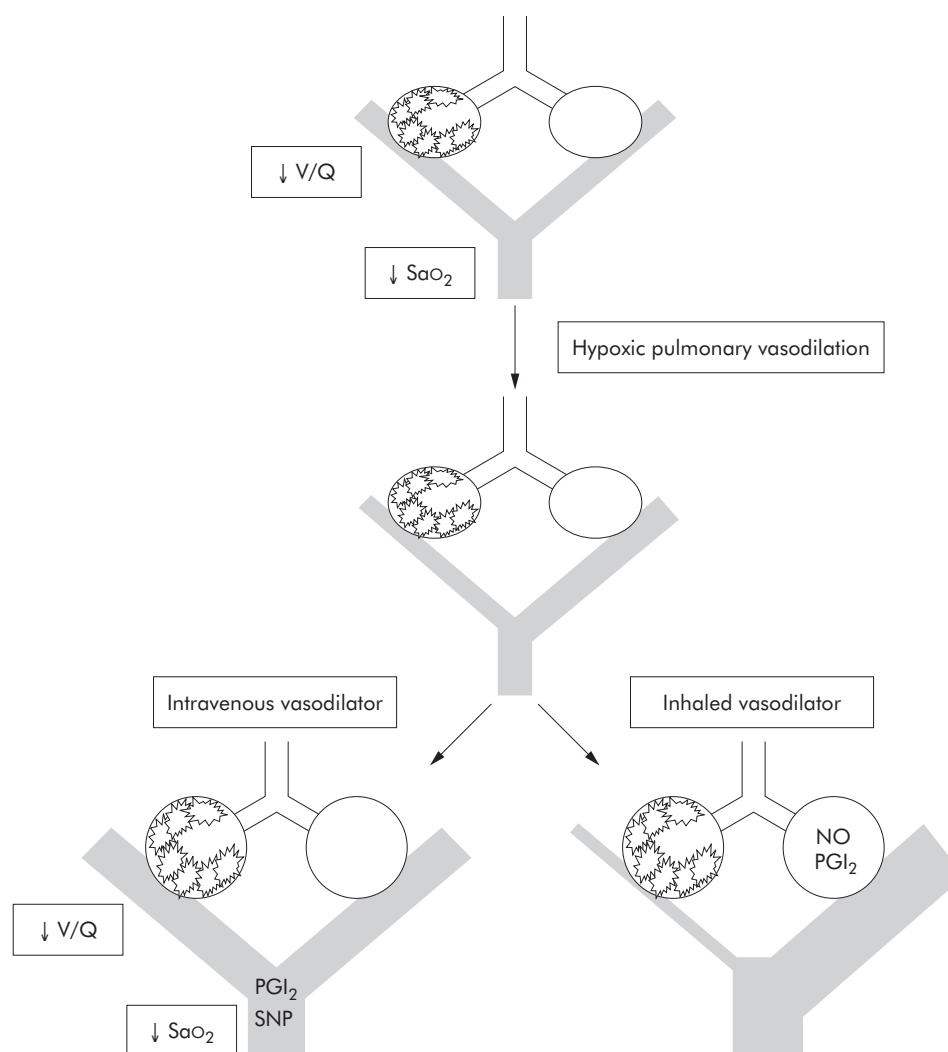 ↓ V/Q
↓ SaO₂
Hypoxic pulmonary vasodilation
Intravenous vasodilator
Inhaled vasodilator
NO
PGI₂
↓ V/Q
PGI₂
SNP
↓ SaO₂